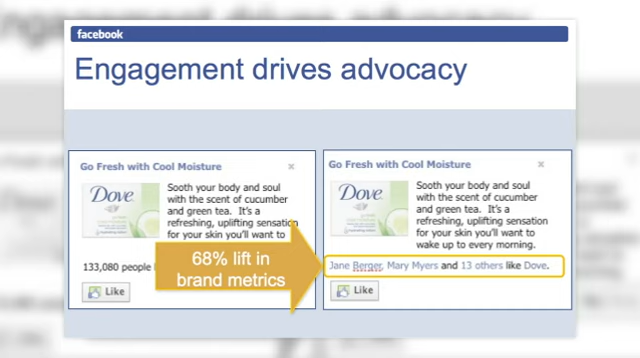 facebook
Engagement drives advocacy
Go Fresh with Cool Moisture
Dove
Sooth your body and soul
with the scent of cucumber
and green tea. It's a
refreshing, uplifting sensation
for your skin you'll want to
133,080 people
Like
68% lift in
brand metrics
Go Fresh with Cool Moisture
Dove
Sooth your body and soul
with the scent of cucumber
and green tea. It's a
refreshing, uplifting sensation
for your skin you'll want to
wake up to every morning.
Jane Berger, Mary Myers and 13 others like Dove.
Like